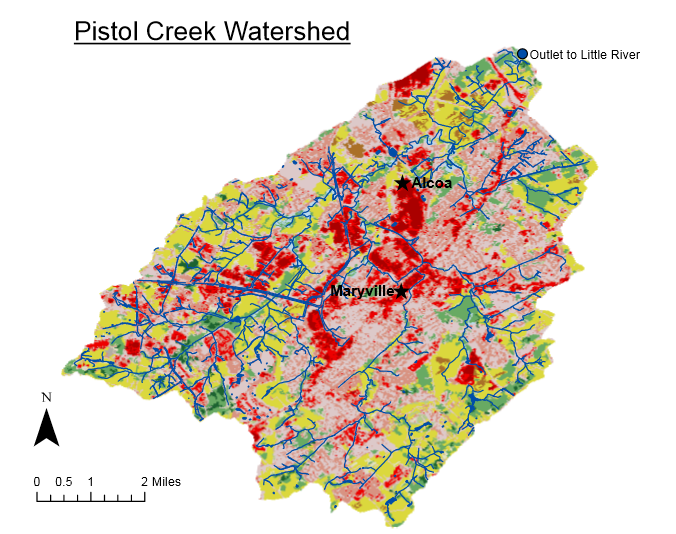 Pistol Creek Watershed
Outlet to Little River
Alcoa
Maryville
N
0 0.5 1 2 Miles